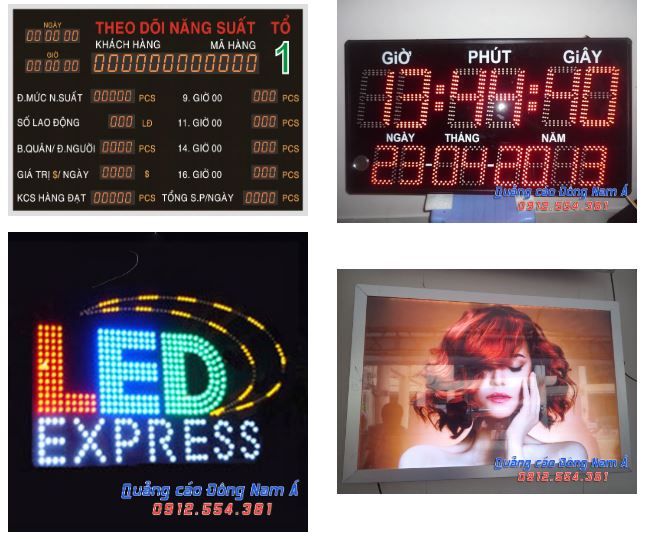 NGÀY
00 00 00
GIỜ
00 00 00
THEO DÕI NĂNG SUẤT TỔ
KHÁCH HÀNG MÃ HÀNG
0000000000000 1
Đ.MỨC N.SUẤT 00000 PCS 9. GIỜ 00 000 PCS
SỐ LAO ĐỘNG 000 LĐ 11. GIỜ 00 000 PCS
B.QUÂN/ Đ.NGƯỜI 0000 PCS 14. GIỜ 00 000 PCS
GIÁ TRỊ $/ NGÀY 0000 $ 16. GIỜ 00 000 PCS
KCS HÀNG ĐẠT 00000 PCS TỔNG S.P/NGÀY 0000 PCS
GIỜ PHÚT GIÂY
NGÀY THÁNG NĂM
23-04-2013
Quảng cáo Đông Nam Á
0912.554.381
LED
EXPRESS
Quảng cáo Đông Nam Á
0912.554.381
Quảng cáo Đông Nam Á
0912.554.381